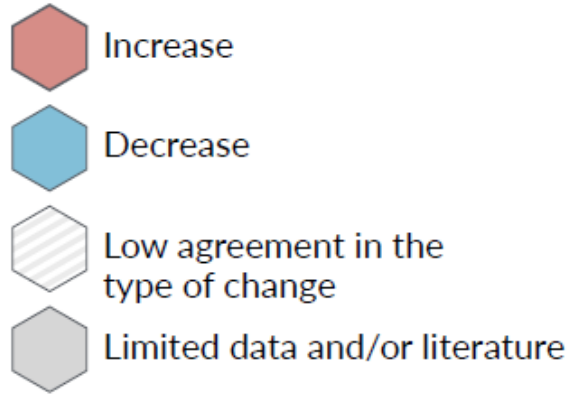 Increase
Decrease
Low agreement in the
type of change
Limited data and/or literature